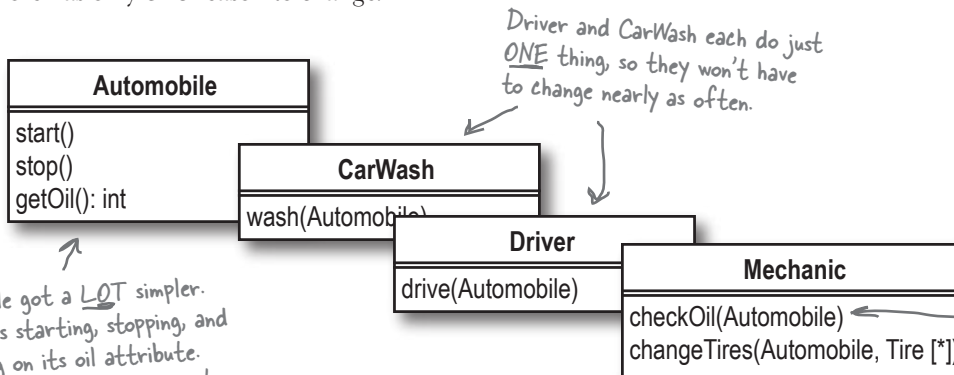 Driver and CarWash each do just
ONE thing, so they won't have
to change nearly as often.
Automobile
start()
stop()
getOil(): int
CarWash
wash(Automobile)
Driver
drive(Automobile)
Mechanic
checkOil(Automobile)
changeTires(Automobile, Tire [*])
got a LOT simpler.
starting, stopping, and
on its oil attribute.